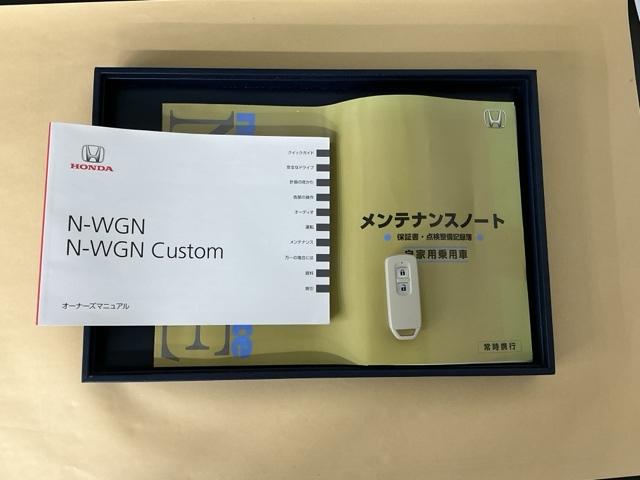 HONDA
N-WGN
N-WGN Custom
オーナーズマニュアル
クイックガイド
安全なドライブ
計器の見かた
各部の操作
オーディオ
運転
メンテナンス
万一の場合には
資料
索引
メンテナンスノート
保証書・点検整備記録簿
自家用乗用車
常時携行